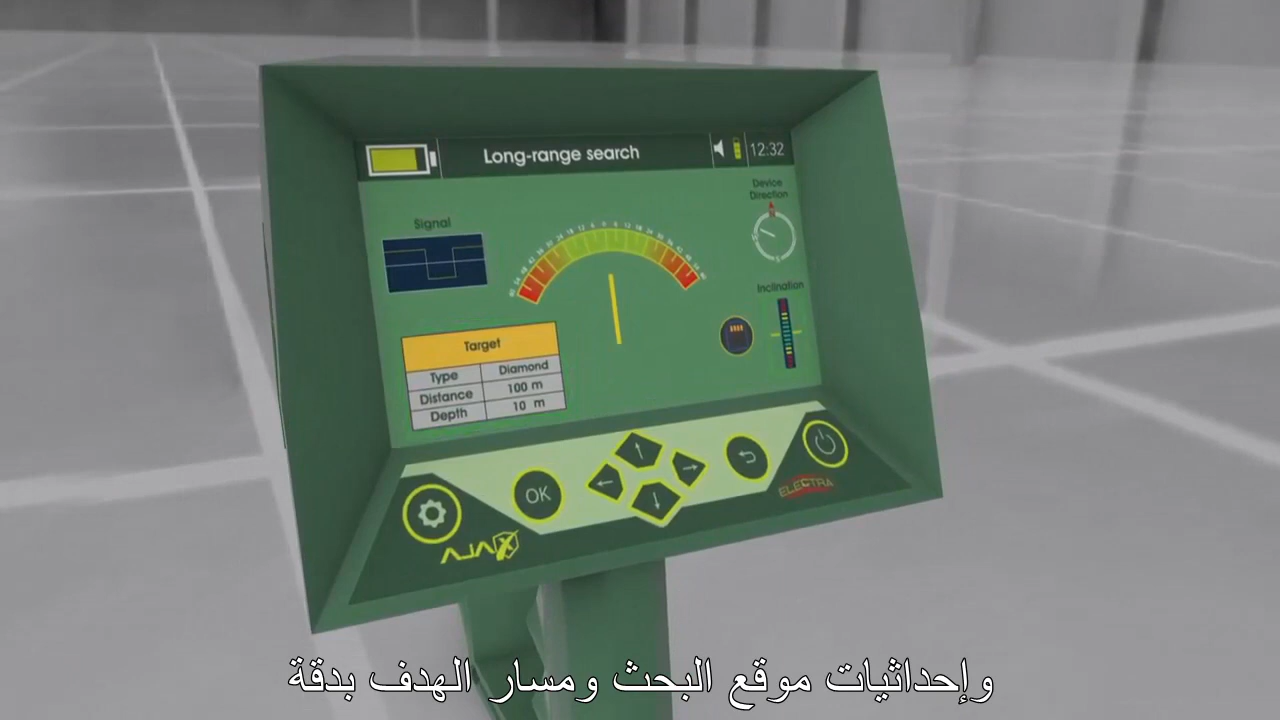 Long-range search
12:32
Device
Direction
Signal
Inclination
Target
Type Diamond
Distance 100 m
Depth 10 m
OK
ELECTRA
AJAX
وإحداثيات موقع البحث ومسار الهدف بدقة